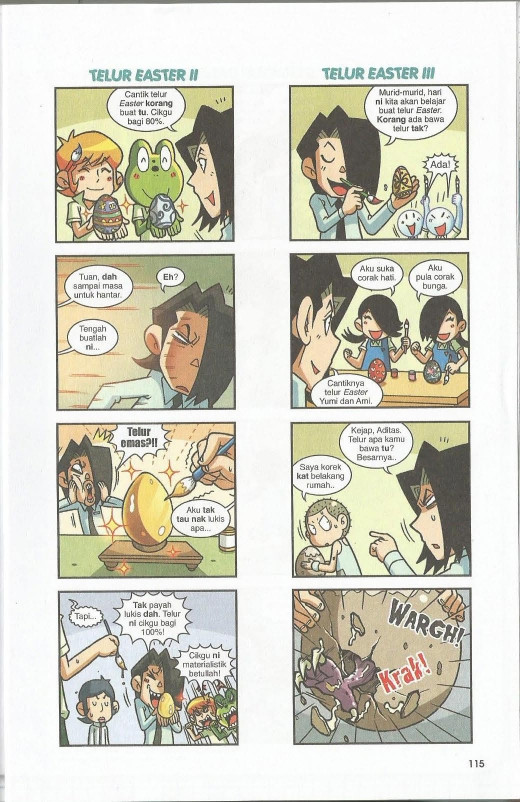 TELUR EASTER II
Cantik telur
Easter korang
buat tu. Cikgu
bagi 80%.
Tuan, dah
sampai masa
untuk hantar.
Eh?
Tengah
buatlah
ni...
Telur
emas?!!
Aku tak
tau nak lukis
apa...
Tapi...
Tak payah
lukis dah. Telur
ni cikgu bagi
100%!
Cikgu ni
materialistik
betullah!
TELUR EASTER III
Murid-murid, hari
ni kita akan belajar
buat telur Easter.
Korang ada bawa
telur tak?
Ada!
Aku suka
corak hati.
Aku
pula corak
bunga.
Cantiknya
telur Easter
Yumi dan Ami.
Kejap, Aditas.
Telur apa kamu
bawa tu?
Besarnya..
Saya korek
kat belakang
rumah..
WARGH!
Krak!
115